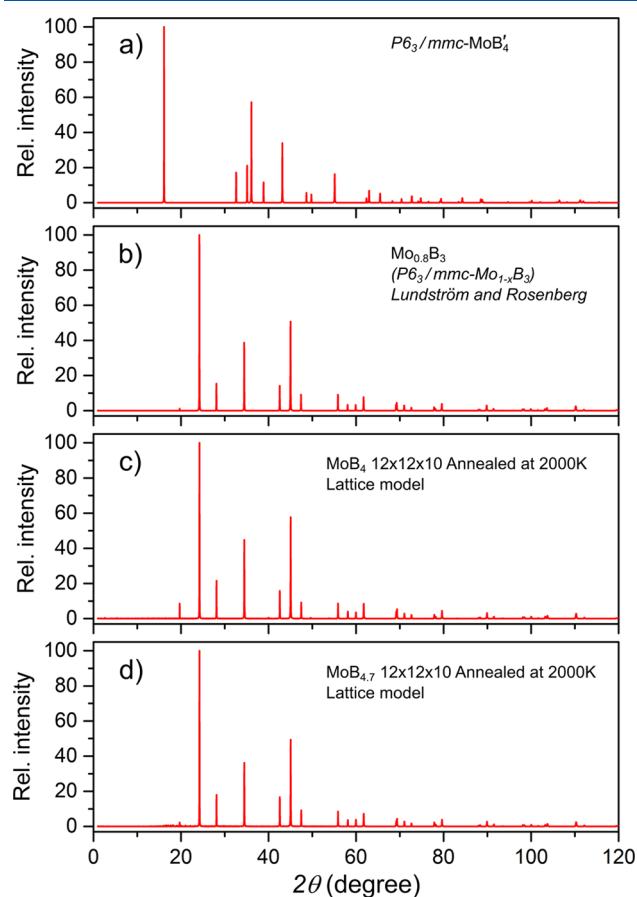 a)
P6₃/mmc-MoB₄′
100
80
60
40
20
0
Rel. intensity
b)
Mo₀.₈B₃
(P6₃/mmc-Mo₁₋ₓB₃)
Lundström and Rosenberg
100
80
60
40
20
0
Rel. intensity
c)
MoB₄ 12x12x10 Annealed at 2000K
Lattice model
100
80
60
40
20
0
Rel. intensity
d)
MoB₄.₇ 12x12x10 Annealed at 2000K
Lattice model
100
80
60
40
20
0
Rel. intensity
0 20 40 60 80 100 120
2θ (degree)